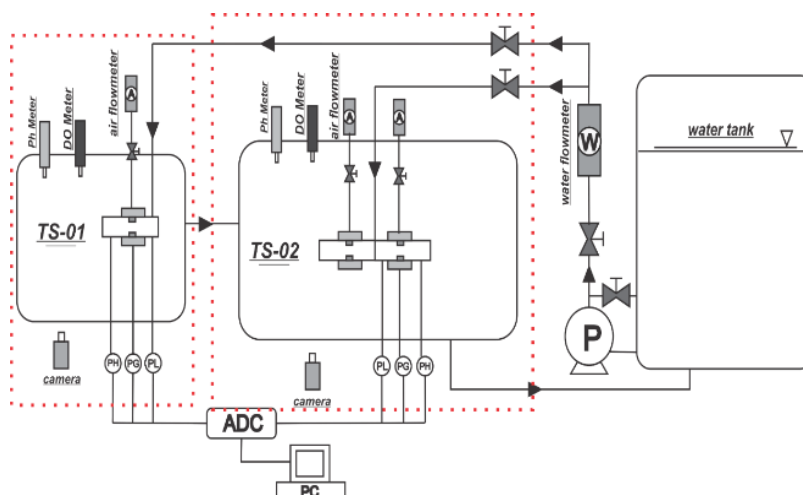 Ph Meter
DO Meter
air flowmeter
A
TS-01
camera
PH
PG
PL
Ph Meter
DO Meter
air flowmeter
A
A
TS-02
camera
PL
PG
PH
ADC
PC
water flowmeter
W
P
water tank